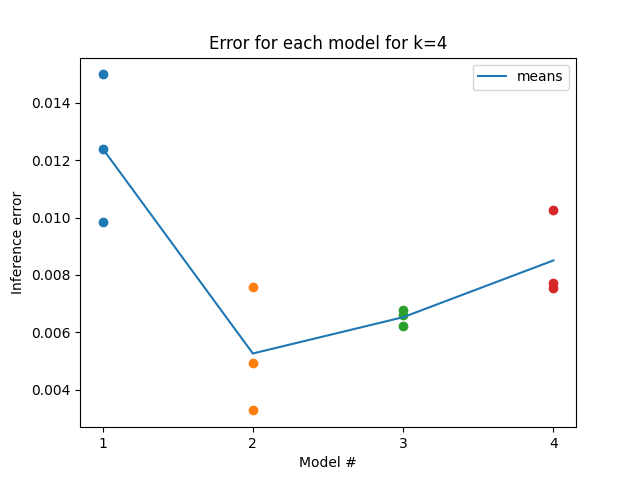 Error for each model for k=4
means
0.014
0.012
0.010
0.008
0.006
0.004
Inference error
1 2 3 4
Model #